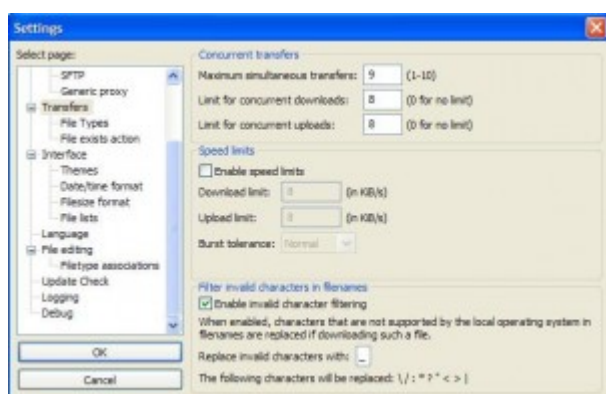 Settings
Select page:
SFTP
Generic proxy
Transfers
File Types
File exists action
Interface
Themes
Date/time format
Filesize format
File lists
Language
File editing
Filetype associations
Update Check
Logging
Debug
OK
Cancel
Concurrent transfers
Maximum simultaneous transfers: 9 (1-10)
Limit for concurrent downloads: 8 (0 for no limit)
Limit for concurrent uploads: 8 (0 for no limit)
Speed limits
Enable speed limits
Download limit: (in KiB/s)
Upload limit: (in KiB/s)
Burst tolerance: Normal
Filter invalid characters in filenames
Enable invalid character filtering
When enabled, characters that are not supported by the local operating system in
filenames are replaced if downloading such a file.
Replace invalid characters with: _
The following characters will be replaced: \ / : * ? " < > |